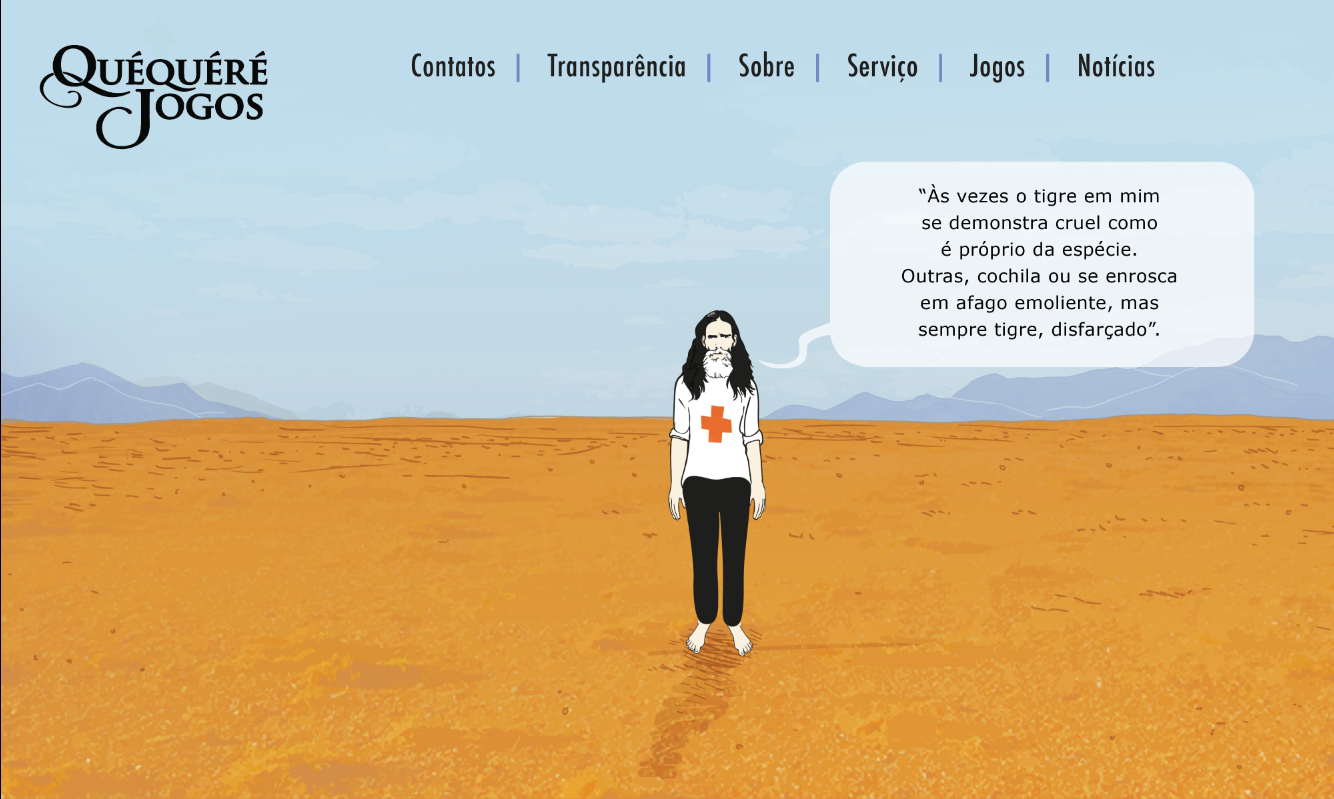 QUÉQUÉRÉ
JOGOS
Contatos | Transparência | Sobre | Serviço | Jogos | Notícias
“Às vezes o tigre em mim
se demonstra cruel como
é próprio da espécie.
Outras, cochila ou se enrosca
em afago emoliente, mas
sempre tigre, disfarçado”.